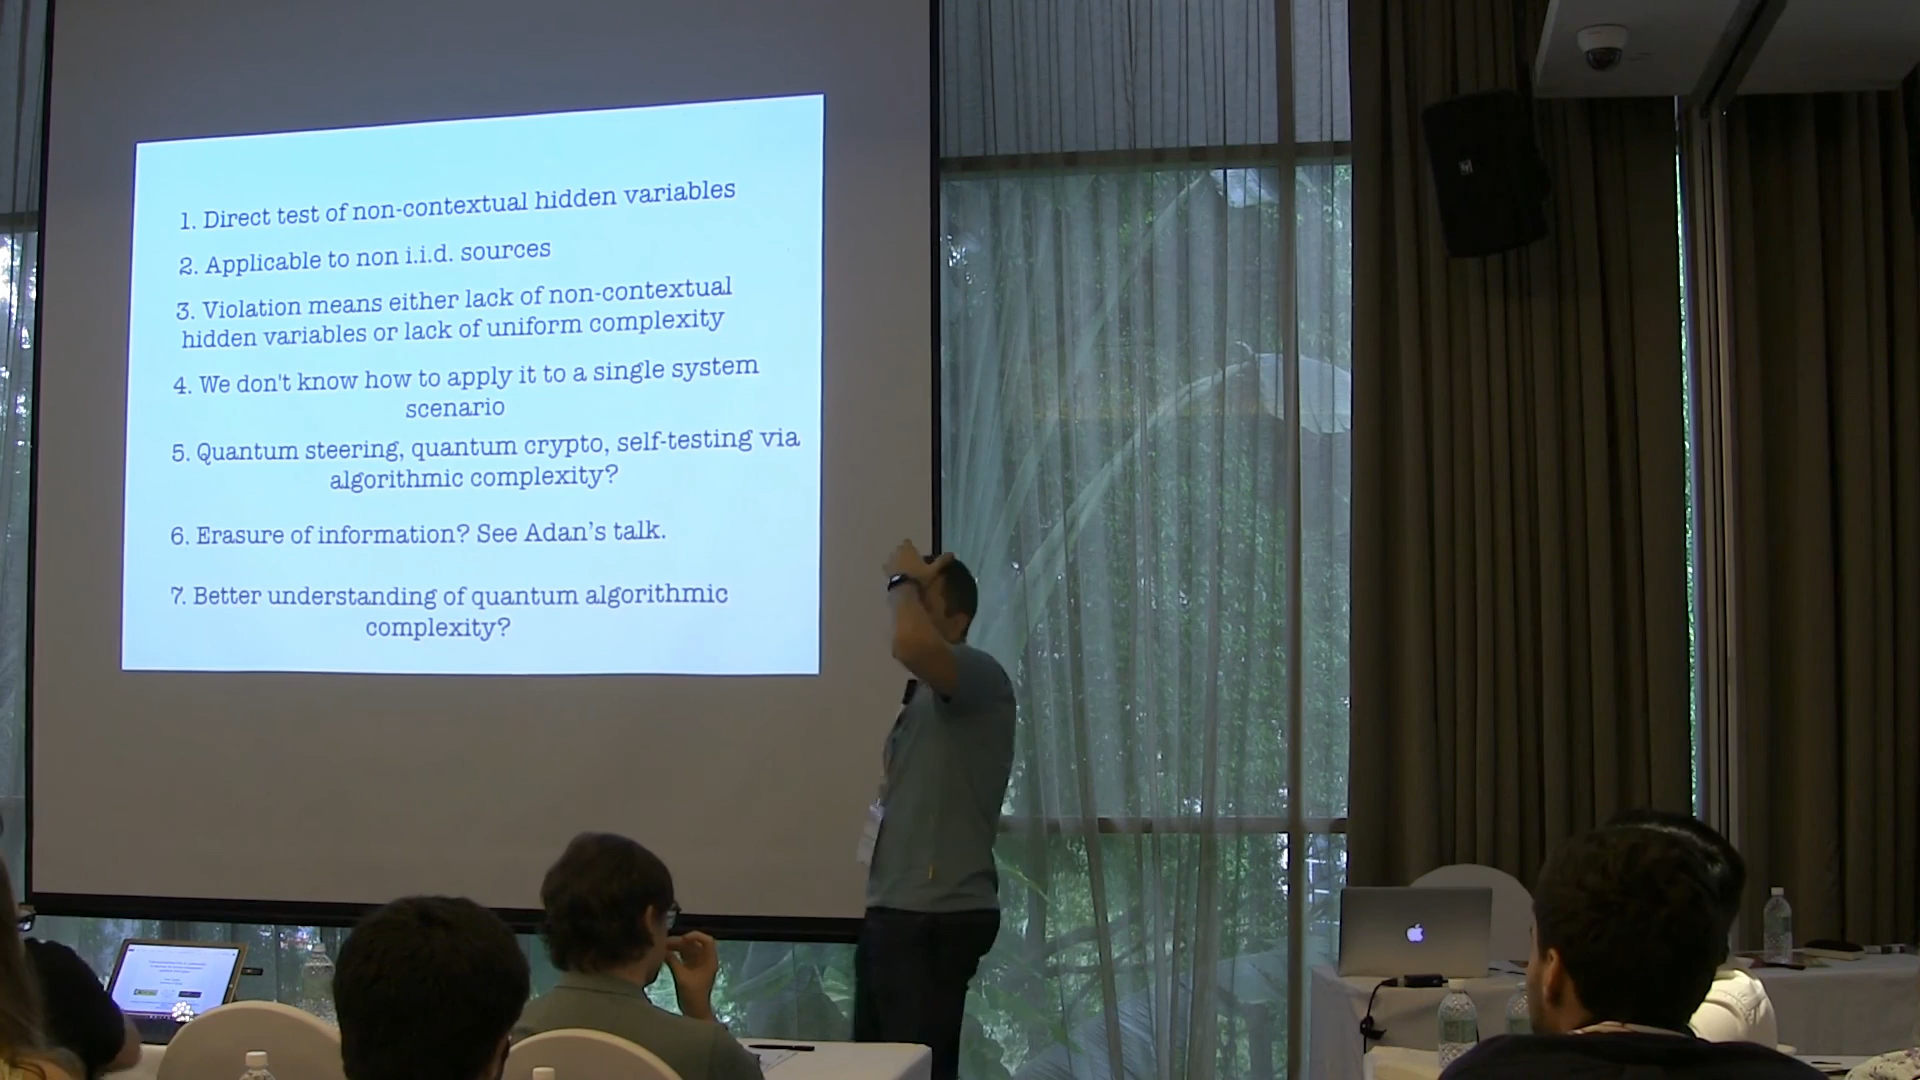 1. Direct test of non-contextual hidden variables
2. Applicable to non i.i.d. sources
3. Violation means either lack of non-contextual
hidden variables or lack of uniform complexity
4. We don't know how to apply it to a single system
scenario
5. Quantum steering, quantum crypto, self-testing via
algorithmic complexity?
6. Erasure of information? See Adan's talk.
7. Better understanding of quantum algorithmic
complexity?